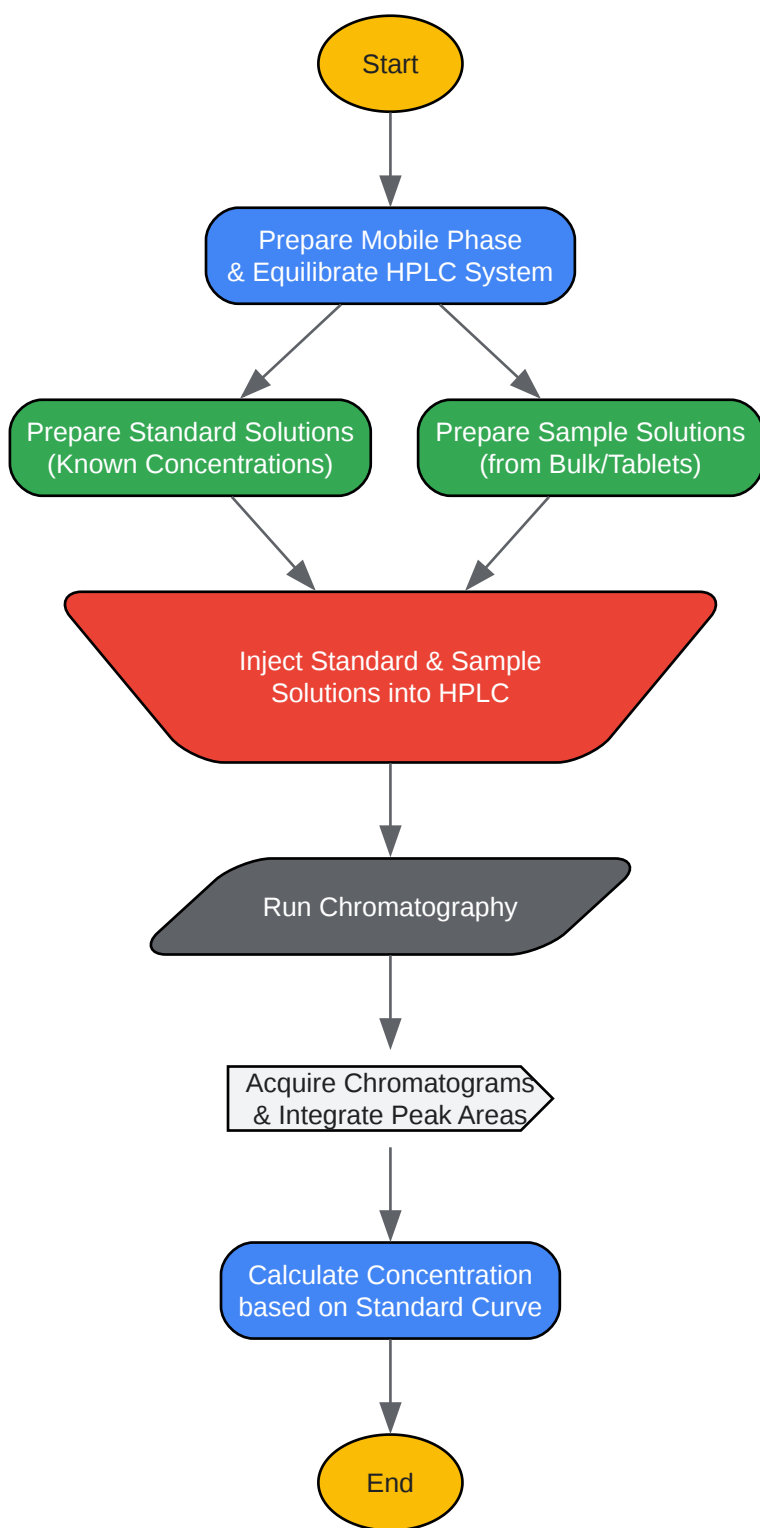 Start
Prepare Mobile Phase
& Equilibrate HPLC System
Prepare Standard Solutions
(Known Concentrations)
Prepare Sample Solutions
(from Bulk/Tablets)
Inject Standard & Sample
Solutions into HPLC
Run Chromatography
Acquire Chromatograms
& Integrate Peak Areas
Calculate Concentration
based on Standard Curve
End